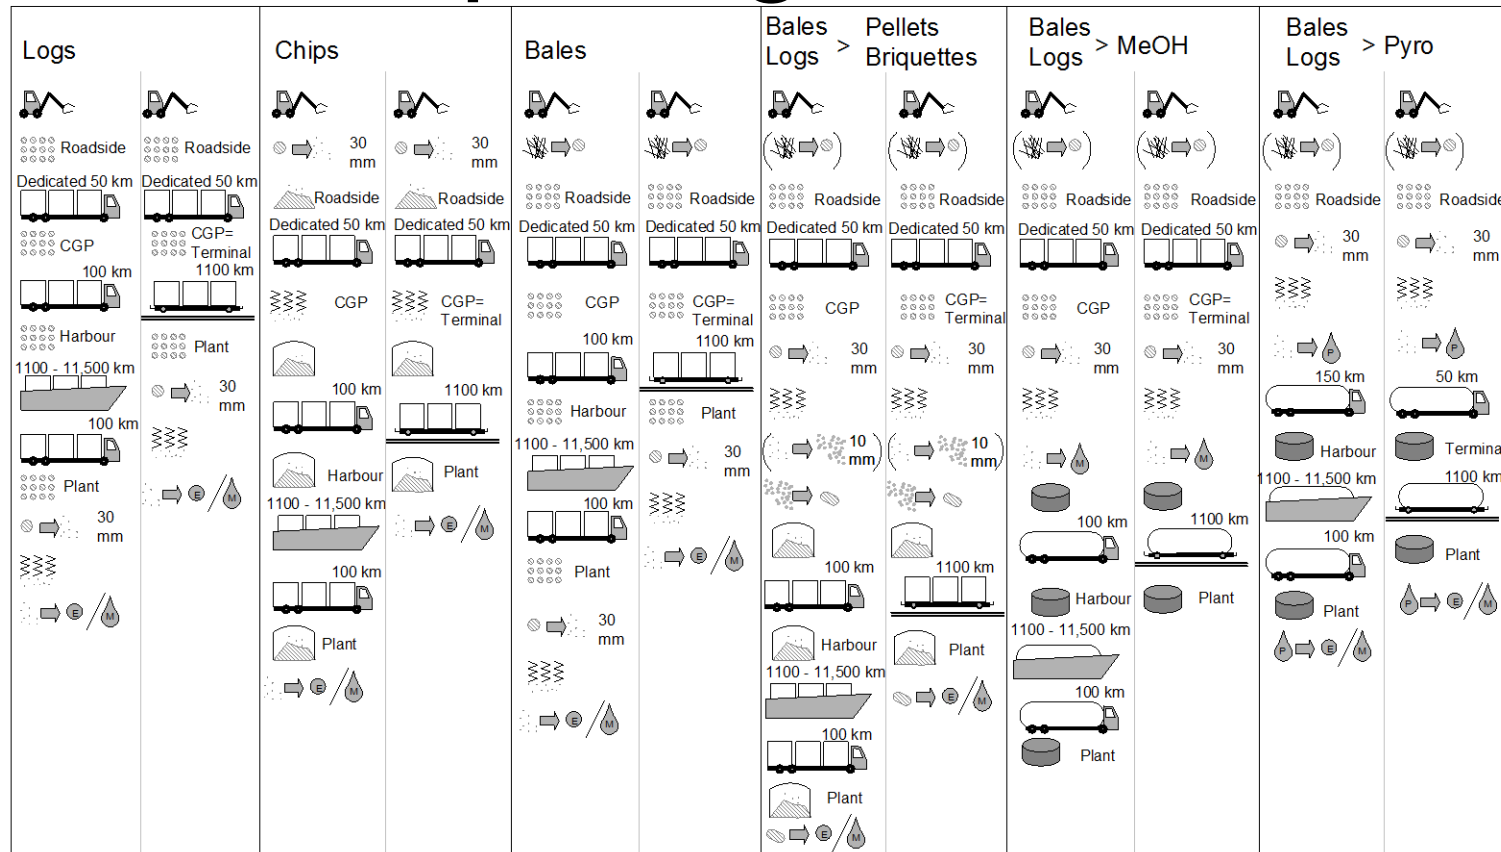 Logs
Roadside
Dedicated 50 km
CGP
100 km
Harbour
1100 - 11,500 km
100 km
Plant
30
mm
E
M
Roadside
Dedicated 50 km
CGP=
Terminal
1100 km
Plant
30
mm
E
M
Chips
30
mm
Roadside
Dedicated 50 km
CGP
100 km
Harbour
1100 - 11,500 km
100 km
Plant
E
M
30
mm
Roadside
Dedicated 50 km
CGP=
Terminal
1100 km
Plant
E
M
Bales
Roadside
Dedicated 50 km
CGP
100 km
Harbour
1100 - 11,500 km
100 km
Plant
30
mm
E
M
Roadside
Dedicated 50 km
CGP=
Terminal
1100 km
Plant
30
mm
E
M
Bales
Logs
>
Pellets
Briquettes
Roadside
Dedicated 50 km
CGP
30
mm
10
mm
100 km
Harbour
1100 - 11,500 km
100 km
Plant
E
M
Roadside
Dedicated 50 km
CGP=
Terminal
30
mm
10
mm
1100 km
Plant
E
M
Bales
Logs
> MeOH
Roadside
Dedicated 50 km
CGP
30
mm
M
100 km
Harbour
1100 - 11,500 km
100 km
Plant
Roadside
Dedicated 50 km
CGP=
Terminal
30
mm
M
1100 km
Plant
Bales
Logs
> Pyro
Roadside
30
mm
P
150 km
Harbour
1100 - 11,500 km
100 km
Plant
P
E
M
Roadside
30
mm
P
50 km
Terminal
1100 km
Plant
P
E
M